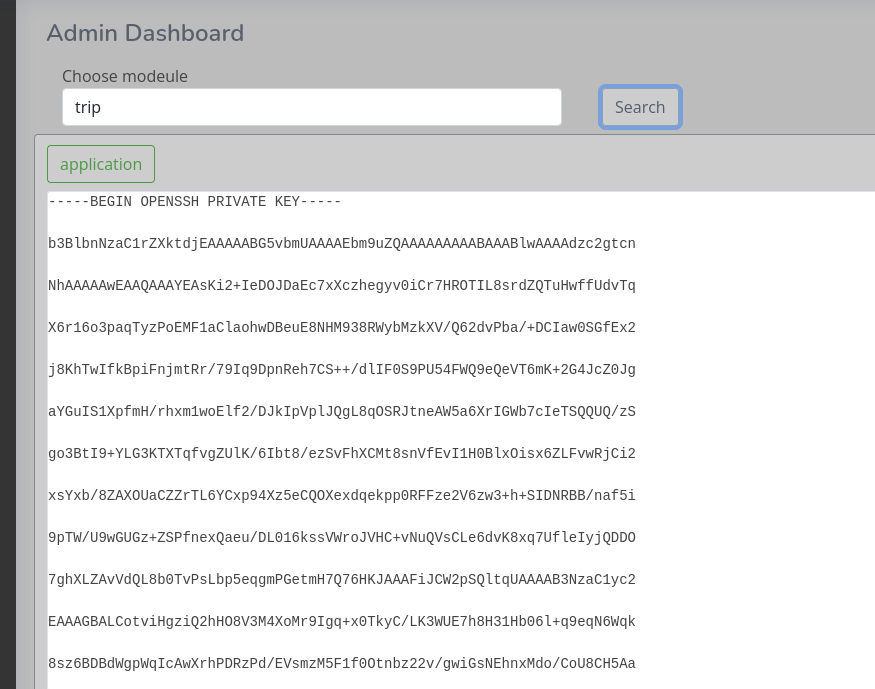 Admin Dashboard
Choose modeule
trip
Search
application
-----BEGIN OPENSSH PRIVATE KEY-----
b3BlbnNzaC1rZXktdjEAAAAABG5vbmUAAAAEbm9uZQAAAAAAAAABAAABlwAAAAdzc2gtcn
NhAAAAAwEAAQAAAYEAsKi2+IeDOJDaEc7xXczhegyv0iCr7HROTIL8srdZQTuHwffUdvTq
X6r16o3paqTyzPoEMF1aClaohwDBeuE8NHM938RWybMzkXV/Q62dvPba/+DCIaw0SGfEx2
j8KhTwIfkBpiFnjmtRr/79Iq9DpnReh7CS++/dlIF0S9PU54FWQ9eQeVT6mK+2G4JcZ0Jg
aYGuIS1XpfmH/rhxm1woElf2/DJkIpVplJQgL8qOSRJtneAW5a6XrIGWb7cIeTSQQUQ/zS
go3BtI9+YLG3KTXTqfvgZUlK/6Ibt8/ezSvFhXCMt8snVfEvI1H0BlxOisx6ZLFvwRjCi2
xsYxb/8ZAXOUaCZZrTL6YCxp94Xz5eCQOXexdqekpp0RFFze2V6zw3+h+SIDNRBB/naf5i
9pTW/U9wGUGz+ZSPfnexQaeu/DL016kssVWroJVHC+vNuQVsCLe6dvK8xq7UfleIyjQDDO
7ghXLZAvVdQL8b0TvPsLbp5eqgmPGetmH7Q76HKJAAAFiJCW2pSQltqUAAAAB3NzaC1yc2
EAAAGBALCotviHgziQ2hHO8V3M4XoMr9Igq+x0TkyC/LK3WUE7h8H31Hb06l+q9eqN6Wqk
8sz6BDBdWgpWqIcAwXrhPDRzPd/EVsmzM5F1f0Otnbz22v/gwiGsNEhnxMdo/CoU8CH5Aa